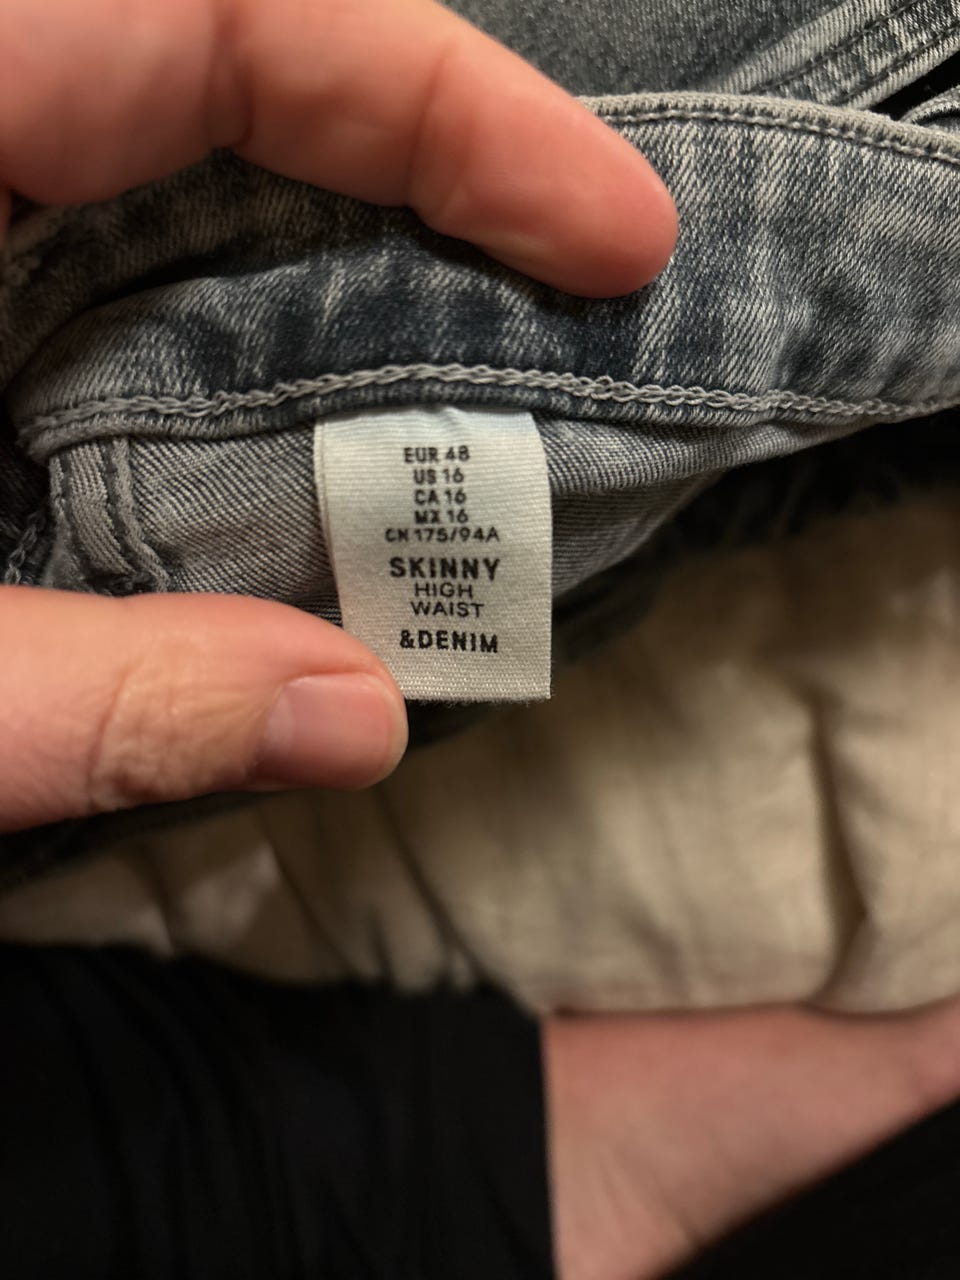 EUR 48
US 16
CA 16
MX 16
CN 175/94A
SKINNY
HIGH
WAIST
&DENIM